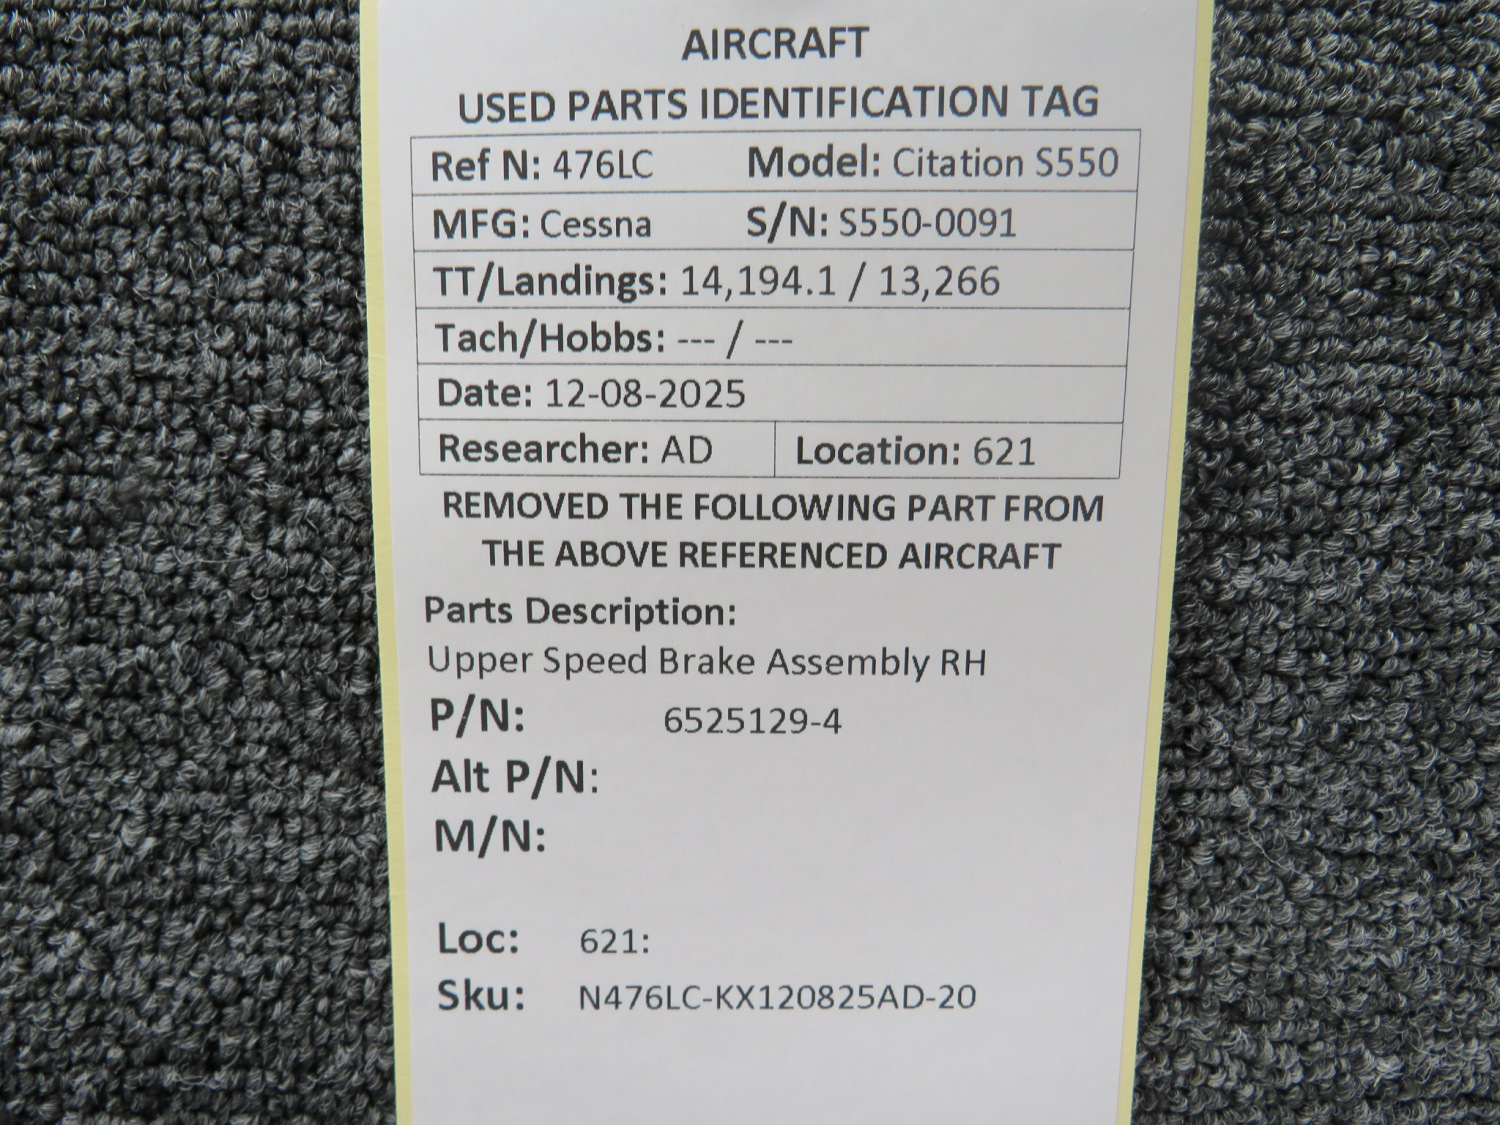 AIRCRAFT
USED PARTS IDENTIFICATION TAG
Ref N: 476LC Model: Citation S550
MFG: Cessna S/N: S550-0091
TT/Landings: 14,194.1 / 13,266
Tach/Hobbs: --- / ---
Date: 12-08-2025
Researcher: AD Location: 621
REMOVED THE FOLLOWING PART FROM
THE ABOVE REFERENCED AIRCRAFT
Parts Description:
Upper Speed Brake Assembly RH
P/N: 6525129-4
Alt P/N:
M/N:
Loc: 621:
Sku: N476LC-KX120825AD-20